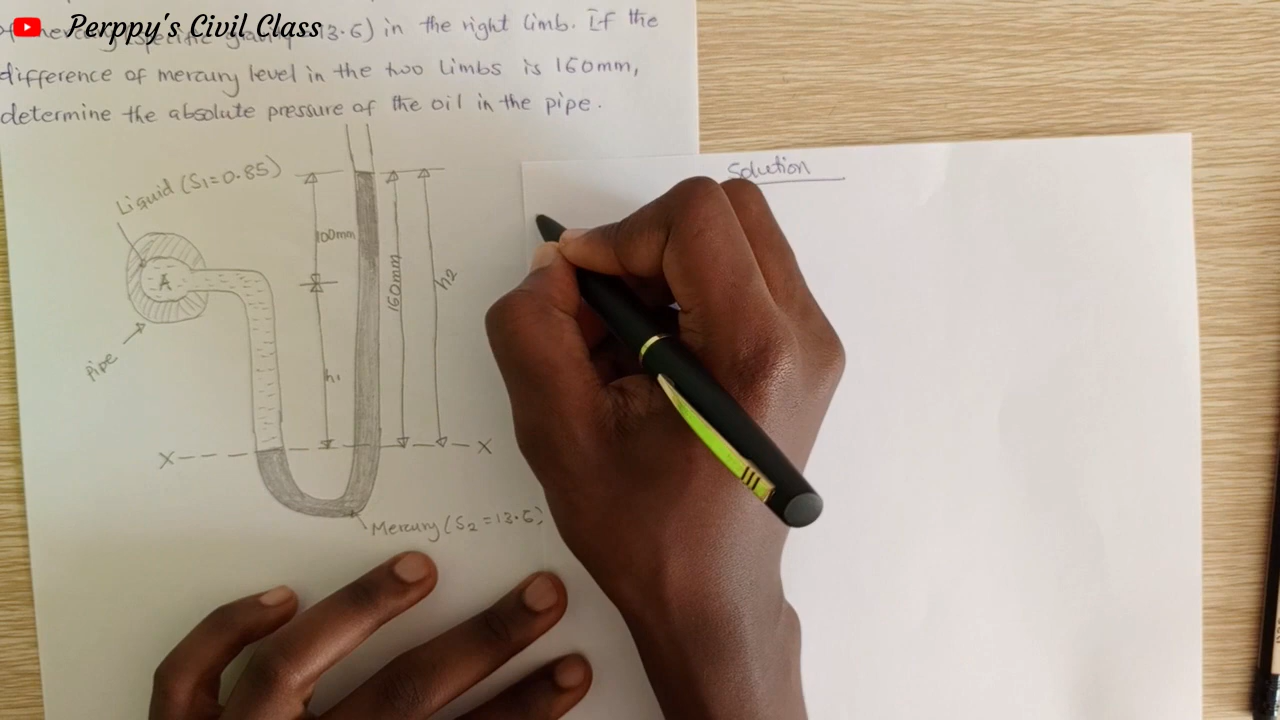 Perppy's Civil Class
13.6) in the right limb. If the
difference of mercury level in the two limbs is 160mm,
determine the absolute pressure of the oil in the pipe.
Solution
Liquid (S1=0.85)
100mm
A
160mm
h2
Pipe
h1
X
X
Mercury (S2=13.6)